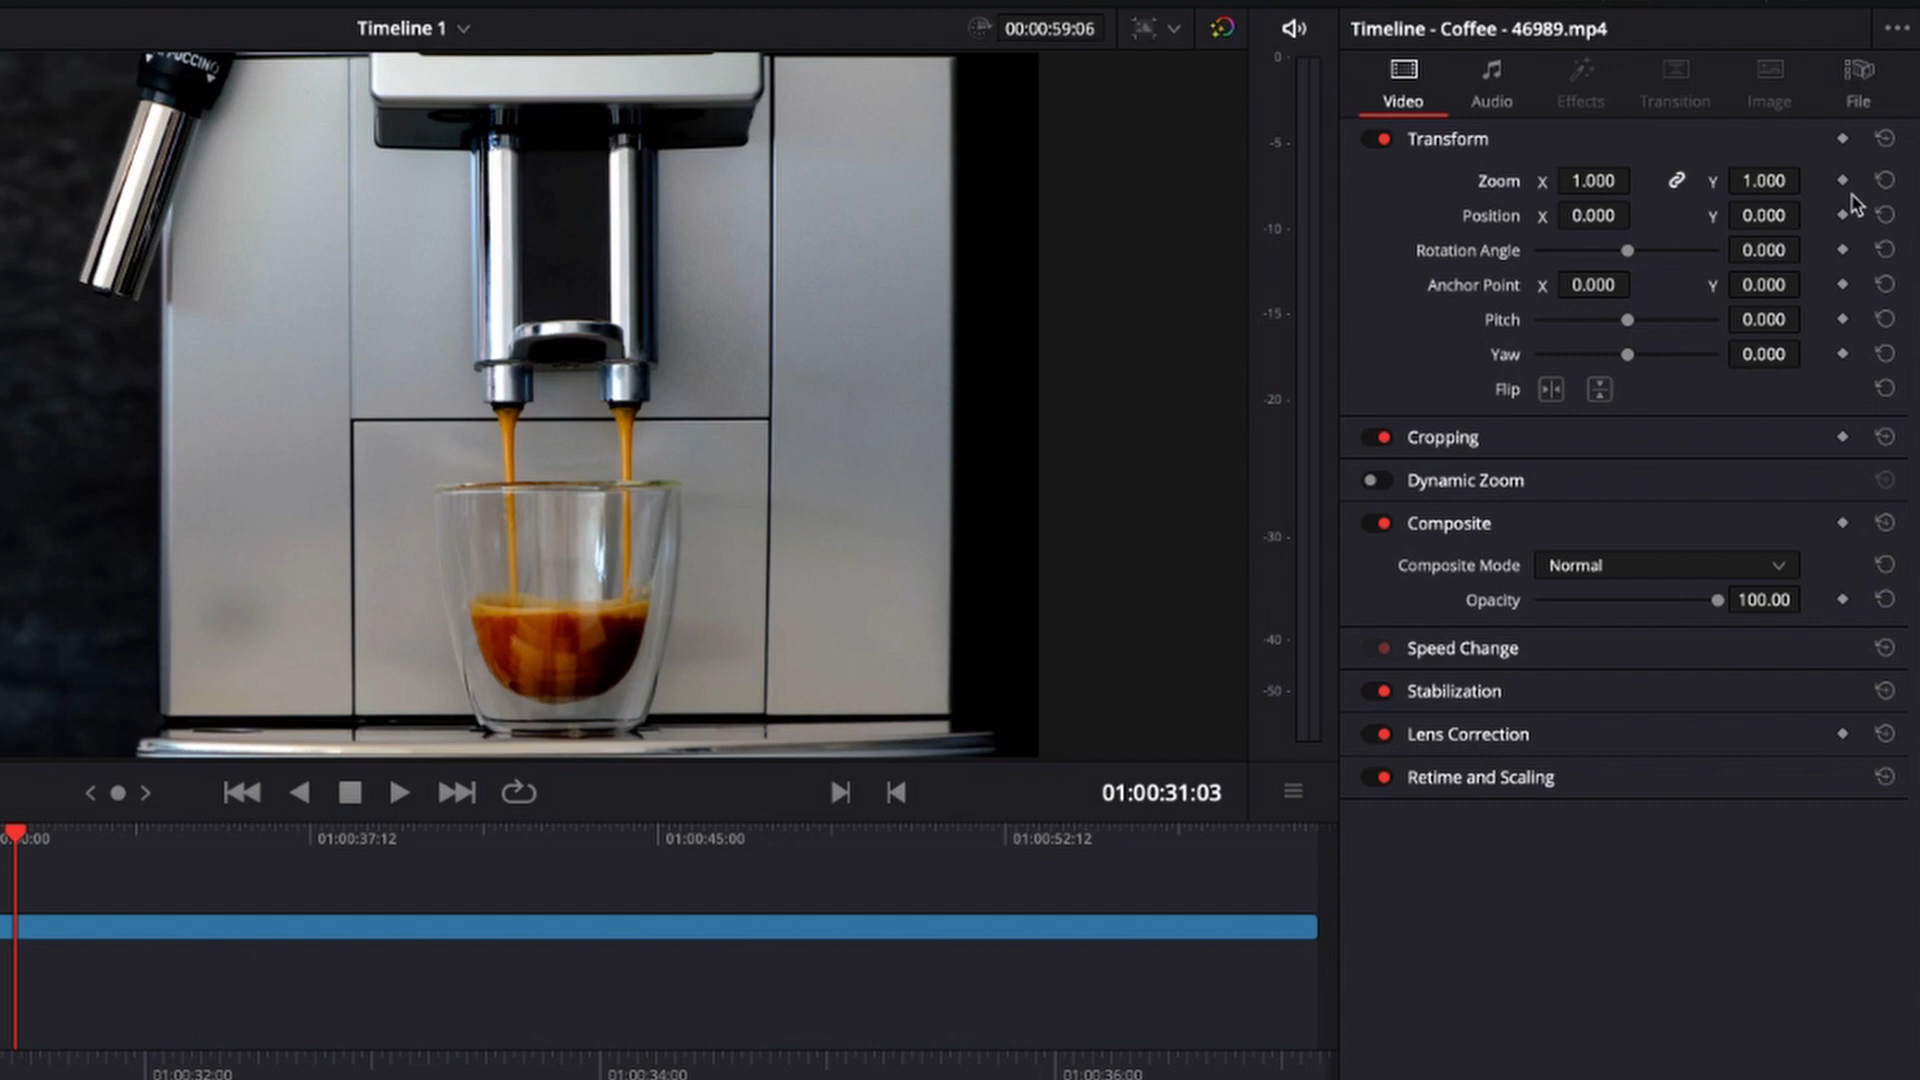 Timeline 1
00:00:59:06
Timeline - Coffee - 46989.mp4
Video
Audio
Effects
Transition
Image
File
Transform
Zoom X 1.000 Y 1.000
Position X 0.000 Y 0.000
Rotation Angle 0.000
Anchor Point X 0.000 Y 0.000
Pitch 0.000
Yaw 0.000
Flip
Cropping
Dynamic Zoom
Composite
Composite Mode Normal
Opacity 100.00
Speed Change
Stabilization
Lens Correction
Retime and Scaling
0 -
-5 -
-10 -
-15 -
-20 -
-30 -
-40 -
-50 -
01:00:31:03
01:00:37:12
01:00:45:00
01:00:52:12
01:00:32:00
01:00:34:00
01:00:36:00